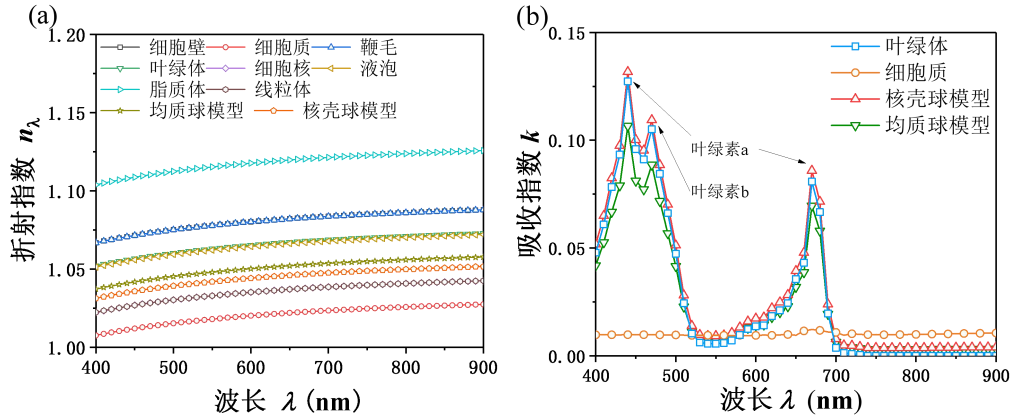 (a)
1.20
1.15
1.10
1.05
1.00
折射指数 nλ
细胞壁 细胞质 鞭毛
叶绿体 细胞核 液泡
脂质体 线粒体
均质球模型 核壳球模型
400 500 600 700 800 900
波长 λ (nm)
(b)
0.15
0.10
0.05
0.00
吸收指数 k
叶绿体
细胞质
核壳球模型
均质球模型
叶绿素a
叶绿素b
400 500 600 700 800 900
波长 λ (nm)